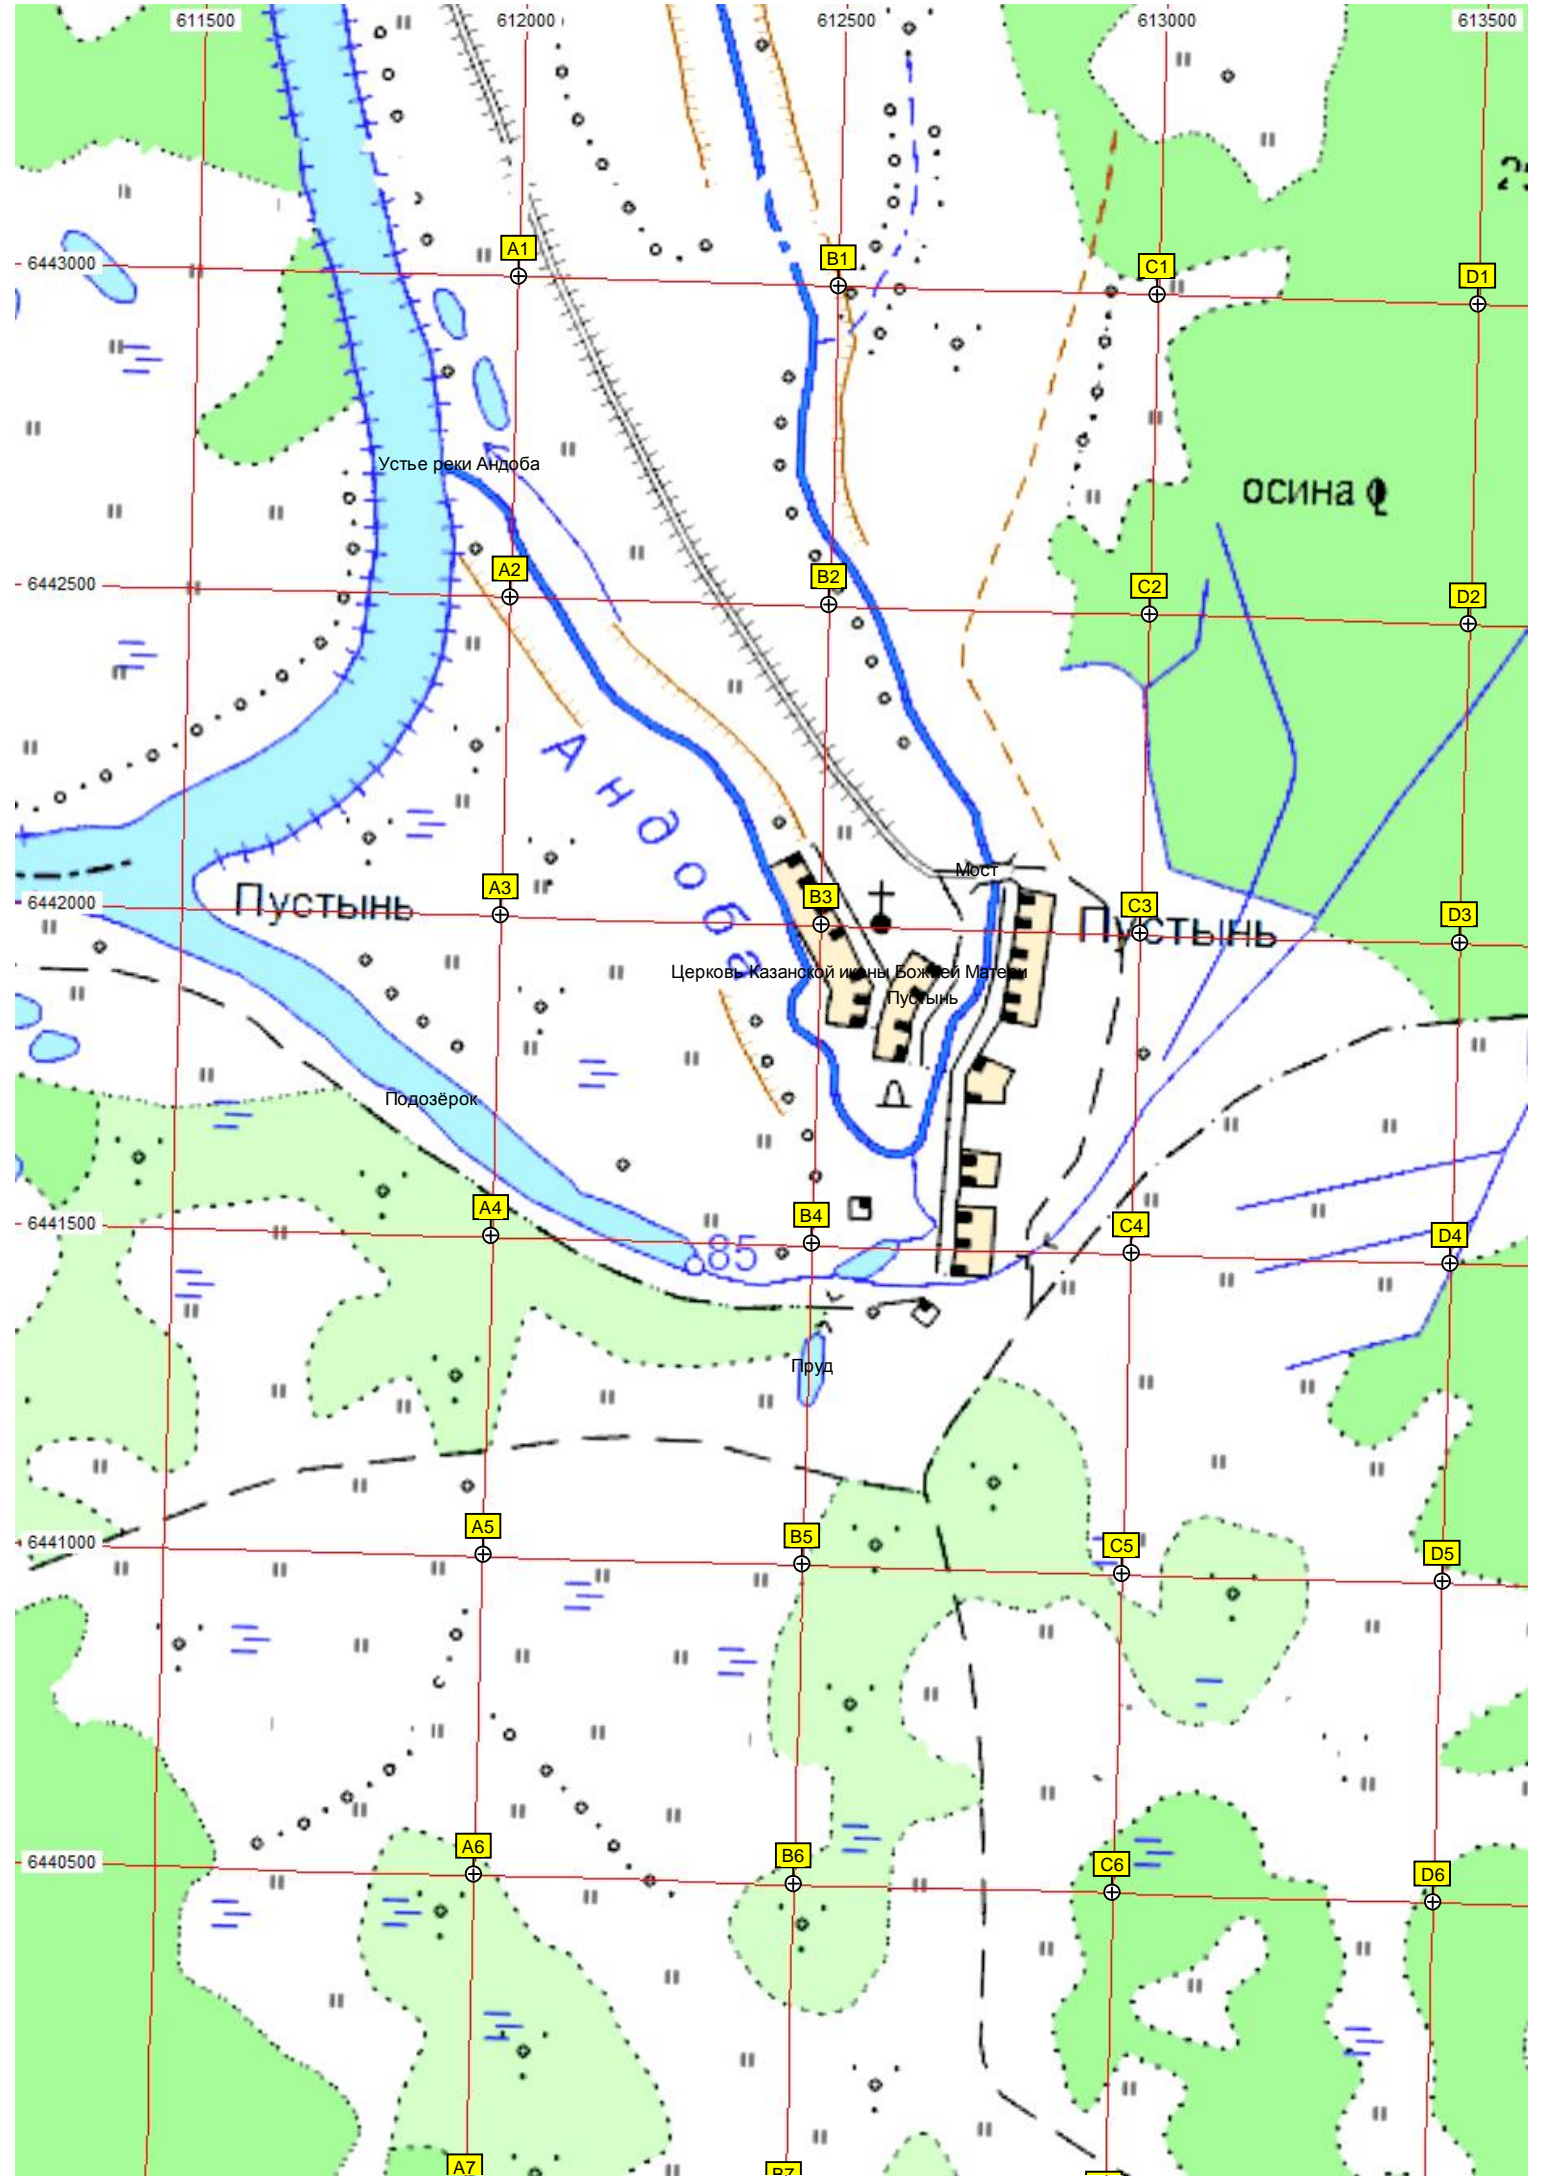 611500 612000 612500 613000 613500
6443000 A1 B1 C1 D1
Устье реки Андоба
осина
6442500 A2 B2 C2 D2
Андоба
Мост
6442000 Пустынь A3 B3 C3 Пустынь D3
Церковь Казанской иконы Божией Матери
Пустынь
Подозёрок
6441500 A4 B4 C4 D4
85
Пруд
6441000 A5 B5 C5 D5
6440500 A6 B6 C6 D6
A7 B7